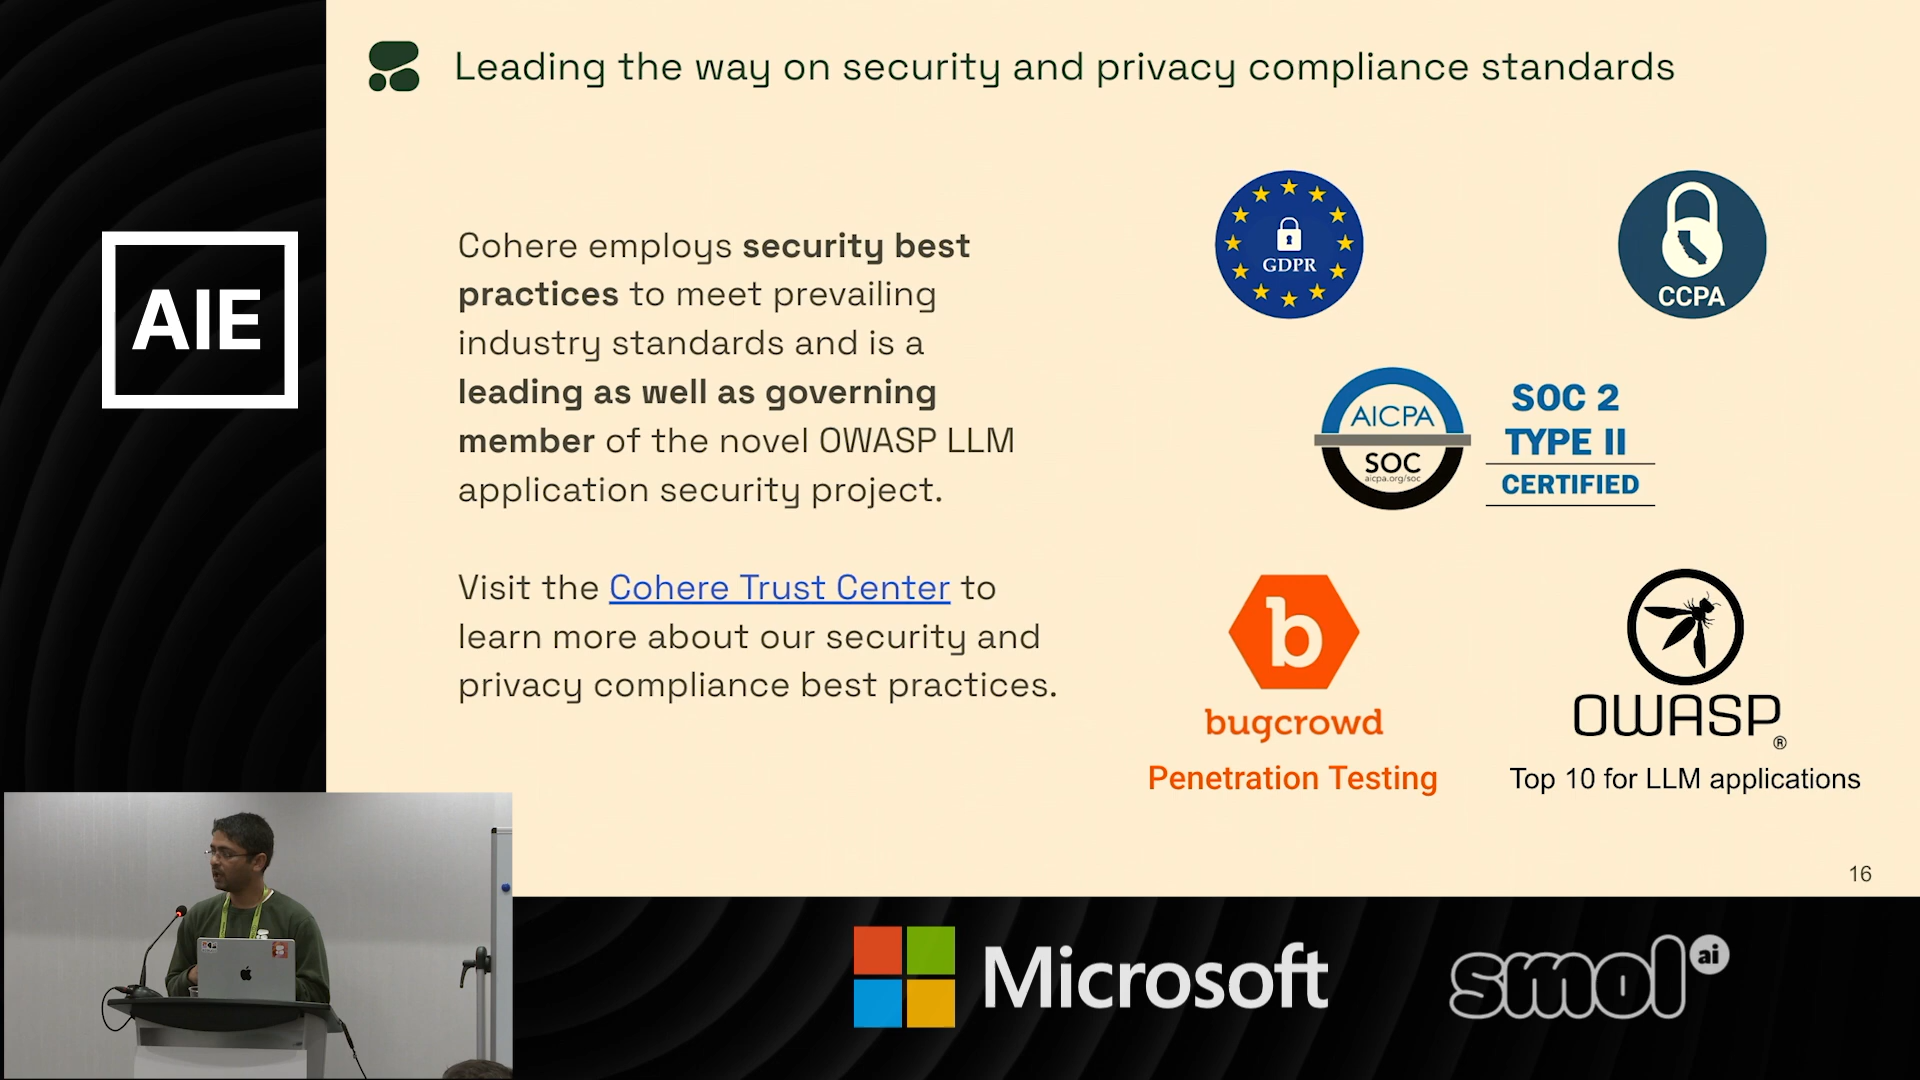 AIE
Leading the way on security and privacy compliance standards
Cohere employs security best
practices to meet prevailing
industry standards and is a
leading as well as governing
member of the novel OWASP LLM
application security project.
Visit the Cohere Trust Center to
learn more about our security and
privacy compliance best practices.
GDPR
CCPA
AICPA
SOC
aicpa.org/soc
SOC 2
TYPE II
CERTIFIED
b
bugcrowd
Penetration Testing
OWASP®
Top 10 for LLM applications
16
Microsoft
smol ai